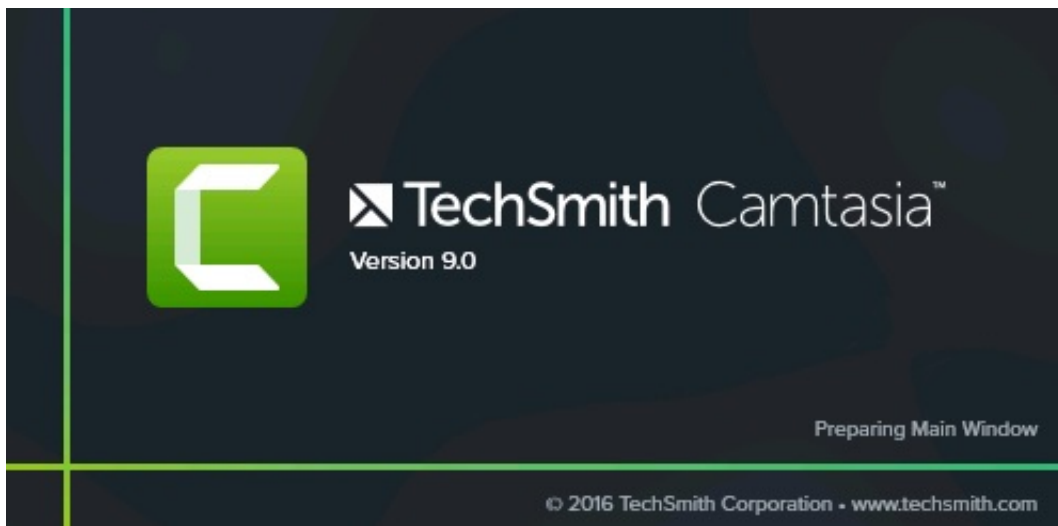 TechSmith Camtasia™
Version 9.0
Preparing Main Window
© 2016 TechSmith Corporation • www.techsmith.com